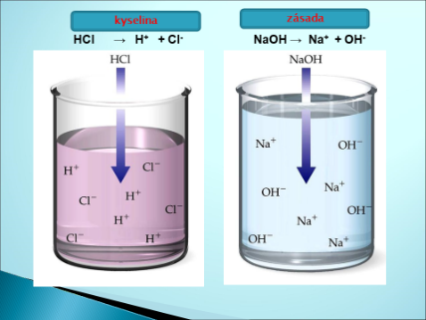 kyselina
HCl → H⁺ + Cl⁻
HCl
H⁺
Cl⁻
Cl⁻
H⁺
Cl⁻
H⁺
Cl⁻
H⁺
zásada
NaOH → Na⁺ + OH⁻
NaOH
Na⁺
OH⁻
OH⁻
Na⁺
OH⁻
Na⁺
OH⁻
Na⁺